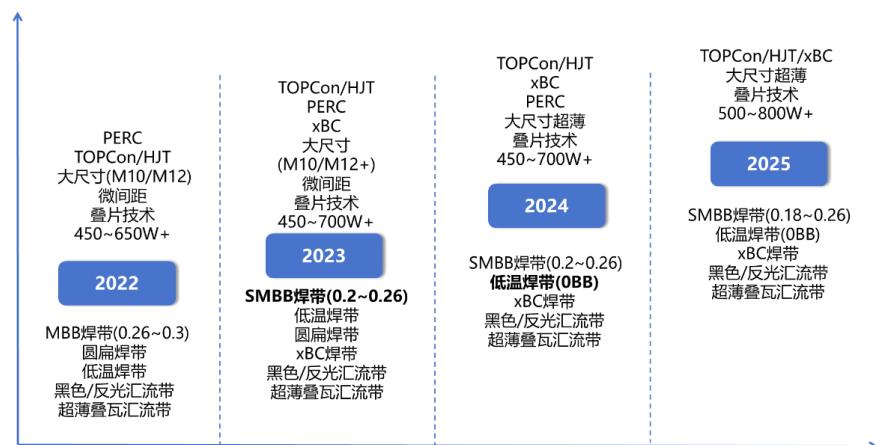 PERC
TOPCon/HJT
大尺寸(M10/M12)
微间距
叠片技术
450~650W+
2022
MBB焊带(0.26~0.3)
圆扁焊带
低温焊带
黑色/反光汇流带
超薄叠瓦汇流带
TOPCon/HJT
PERC
xBC
大尺寸
(M10/M12+)
微间距
叠片技术
450~700W+
2023
SMBB焊带(0.2~0.26)
低温焊带
圆扁焊带
xBC焊带
黑色/反光汇流带
超薄叠瓦汇流带
TOPCon/HJT
xBC
PERC
大尺寸超薄
叠片技术
450~700W+
2024
SMBB焊带(0.2~0.26)
低温焊带(0BB)
xBC焊带
黑色/反光汇流带
超薄叠瓦汇流带
TOPCon/HJT/xBC
大尺寸超薄
叠片技术
500~800W+
2025
SMBB焊带(0.18~0.26)
低温焊带(0BB)
xBC焊带
黑色/反光汇流带
超薄叠瓦汇流带